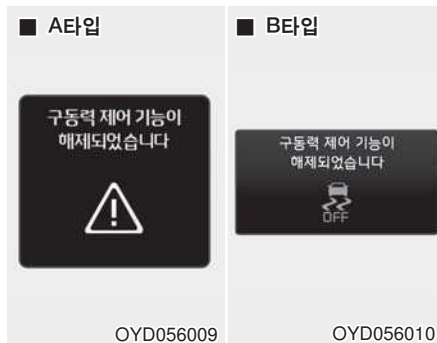 ■ A타입
구동력 제어 기능이
해제되었습니다
OYD056009
■ B타입
구동력 제어 기능이
해제되었습니다
OFF
OYD056010